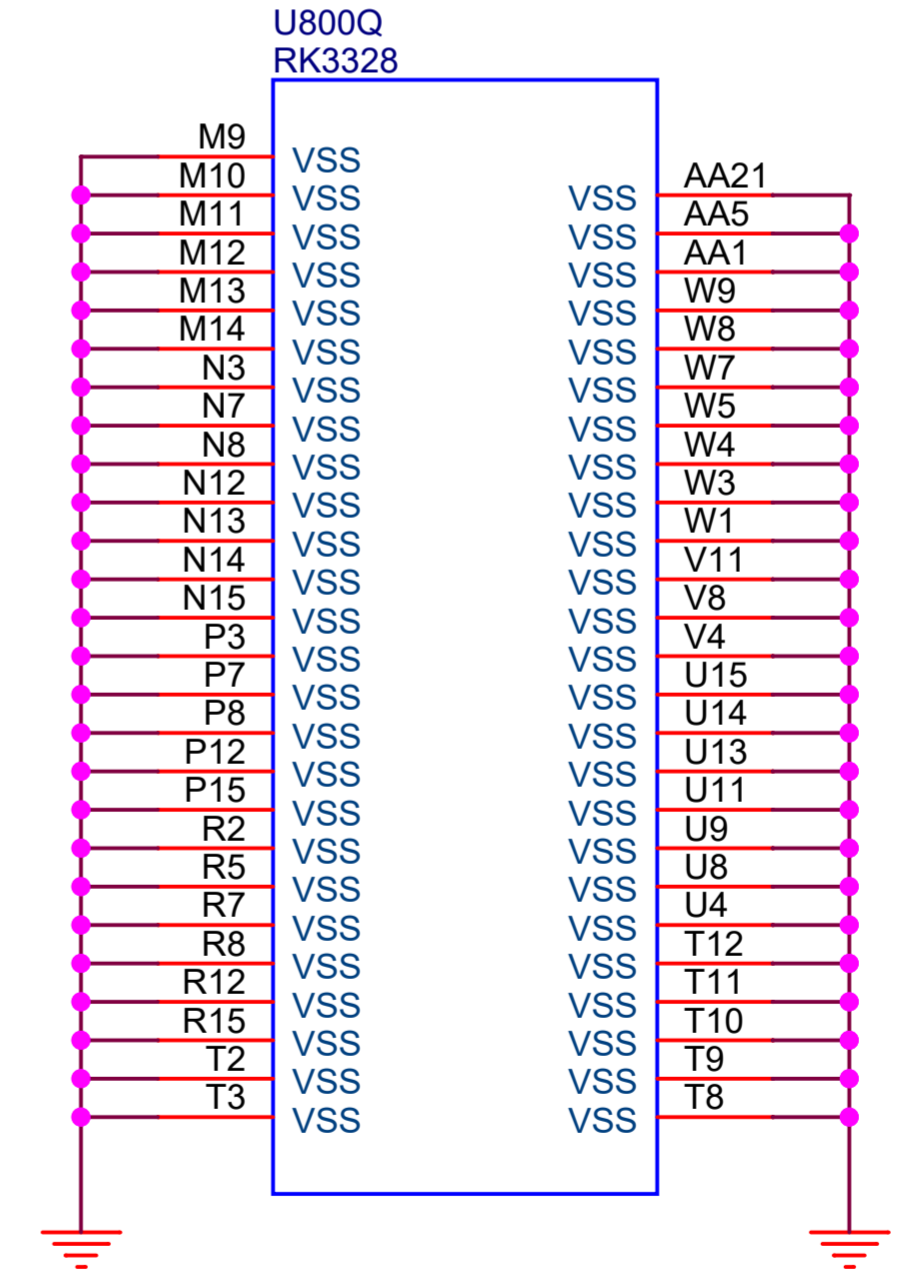 U800Q
RK3328
M9 VSS
M10 VSS VSS AA21
M11 VSS VSS AA5
M12 VSS VSS AA1
M13 VSS VSS W9
M14 VSS VSS W8
N3 VSS VSS W7
N7 VSS VSS W5
N8 VSS VSS W4
N12 VSS VSS W3
N13 VSS VSS W1
N14 VSS VSS V11
N15 VSS VSS V8
P3 VSS VSS V4
P7 VSS VSS U15
P8 VSS VSS U14
P12 VSS VSS U13
P15 VSS VSS U11
R2 VSS VSS U9
R5 VSS VSS U8
R7 VSS VSS U4
R8 VSS VSS T12
R12 VSS VSS T11
R15 VSS VSS T10
T2 VSS VSS T9
T3 VSS VSS T8